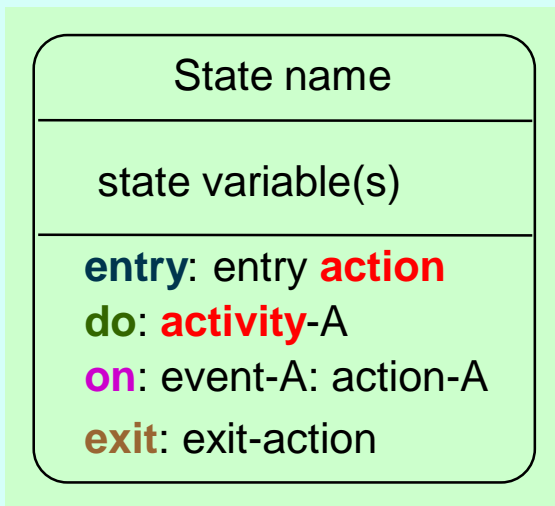 State name
state variable(s)
entry: entry action
do: activity-A
on: event-A: action-A
exit: exit-action